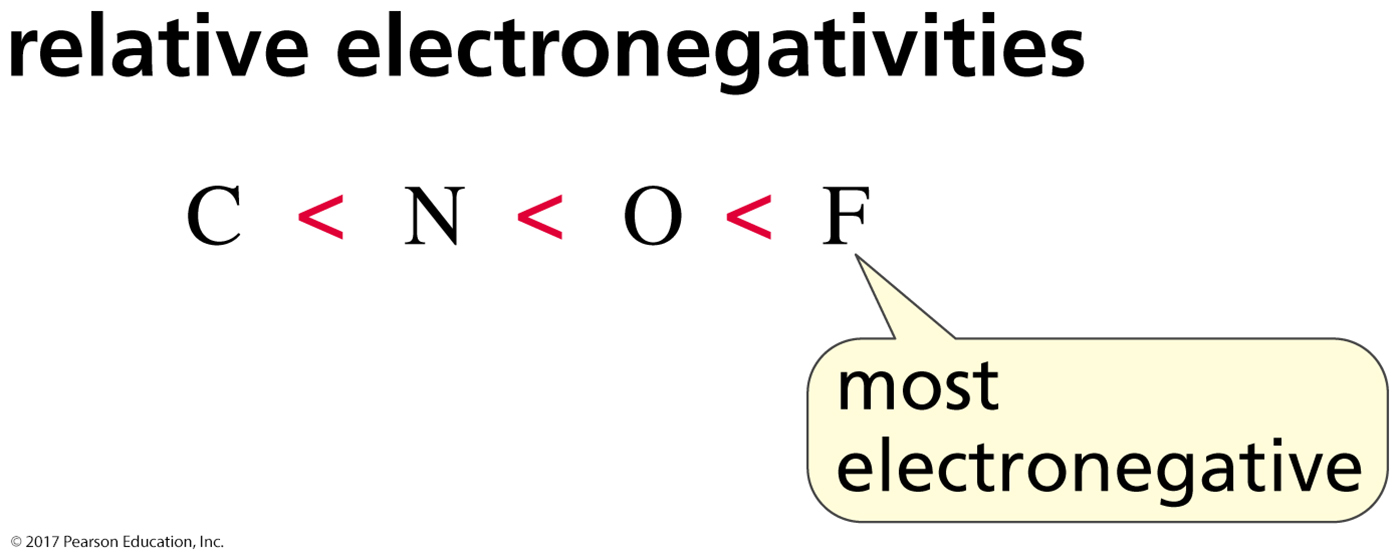 relative electronegativities
C < N < O < F
most
electronegative
© 2017 Pearson Education, Inc.